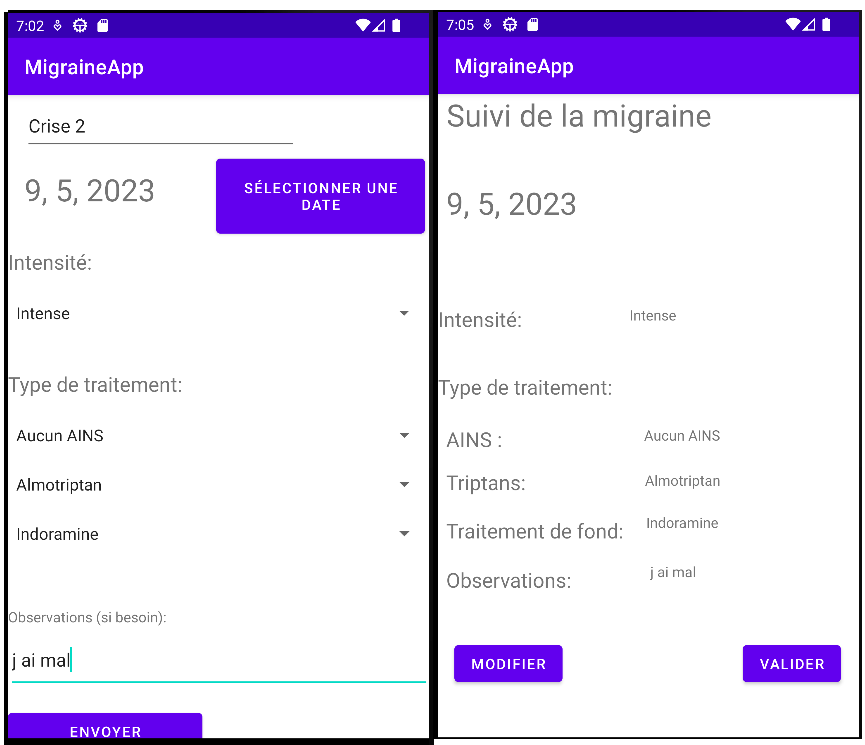 7:02
MigraineApp
Crise 2
9, 5, 2023
SÉLECTIONNER UNE
DATE
Intensité:
Intense
Type de traitement:
Aucun AINS
Almotriptan
Indoramine
Observations (si besoin):
j ai mal
ENVOYER
7:05
MigraineApp
Suivi de la migraine
9, 5, 2023
Intensité:
Intense
Type de traitement:
AINS :
Aucun AINS
Triptans:
Almotriptan
Traitement de fond:
Indoramine
Observations:
j ai mal
MODIFIER
VALIDER